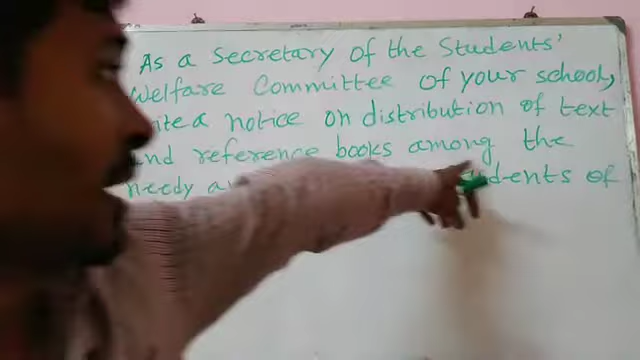 As a Secretary of the Students'
Welfare Committee of your school,
a notice on distribution of text
reference books among the
needy
of